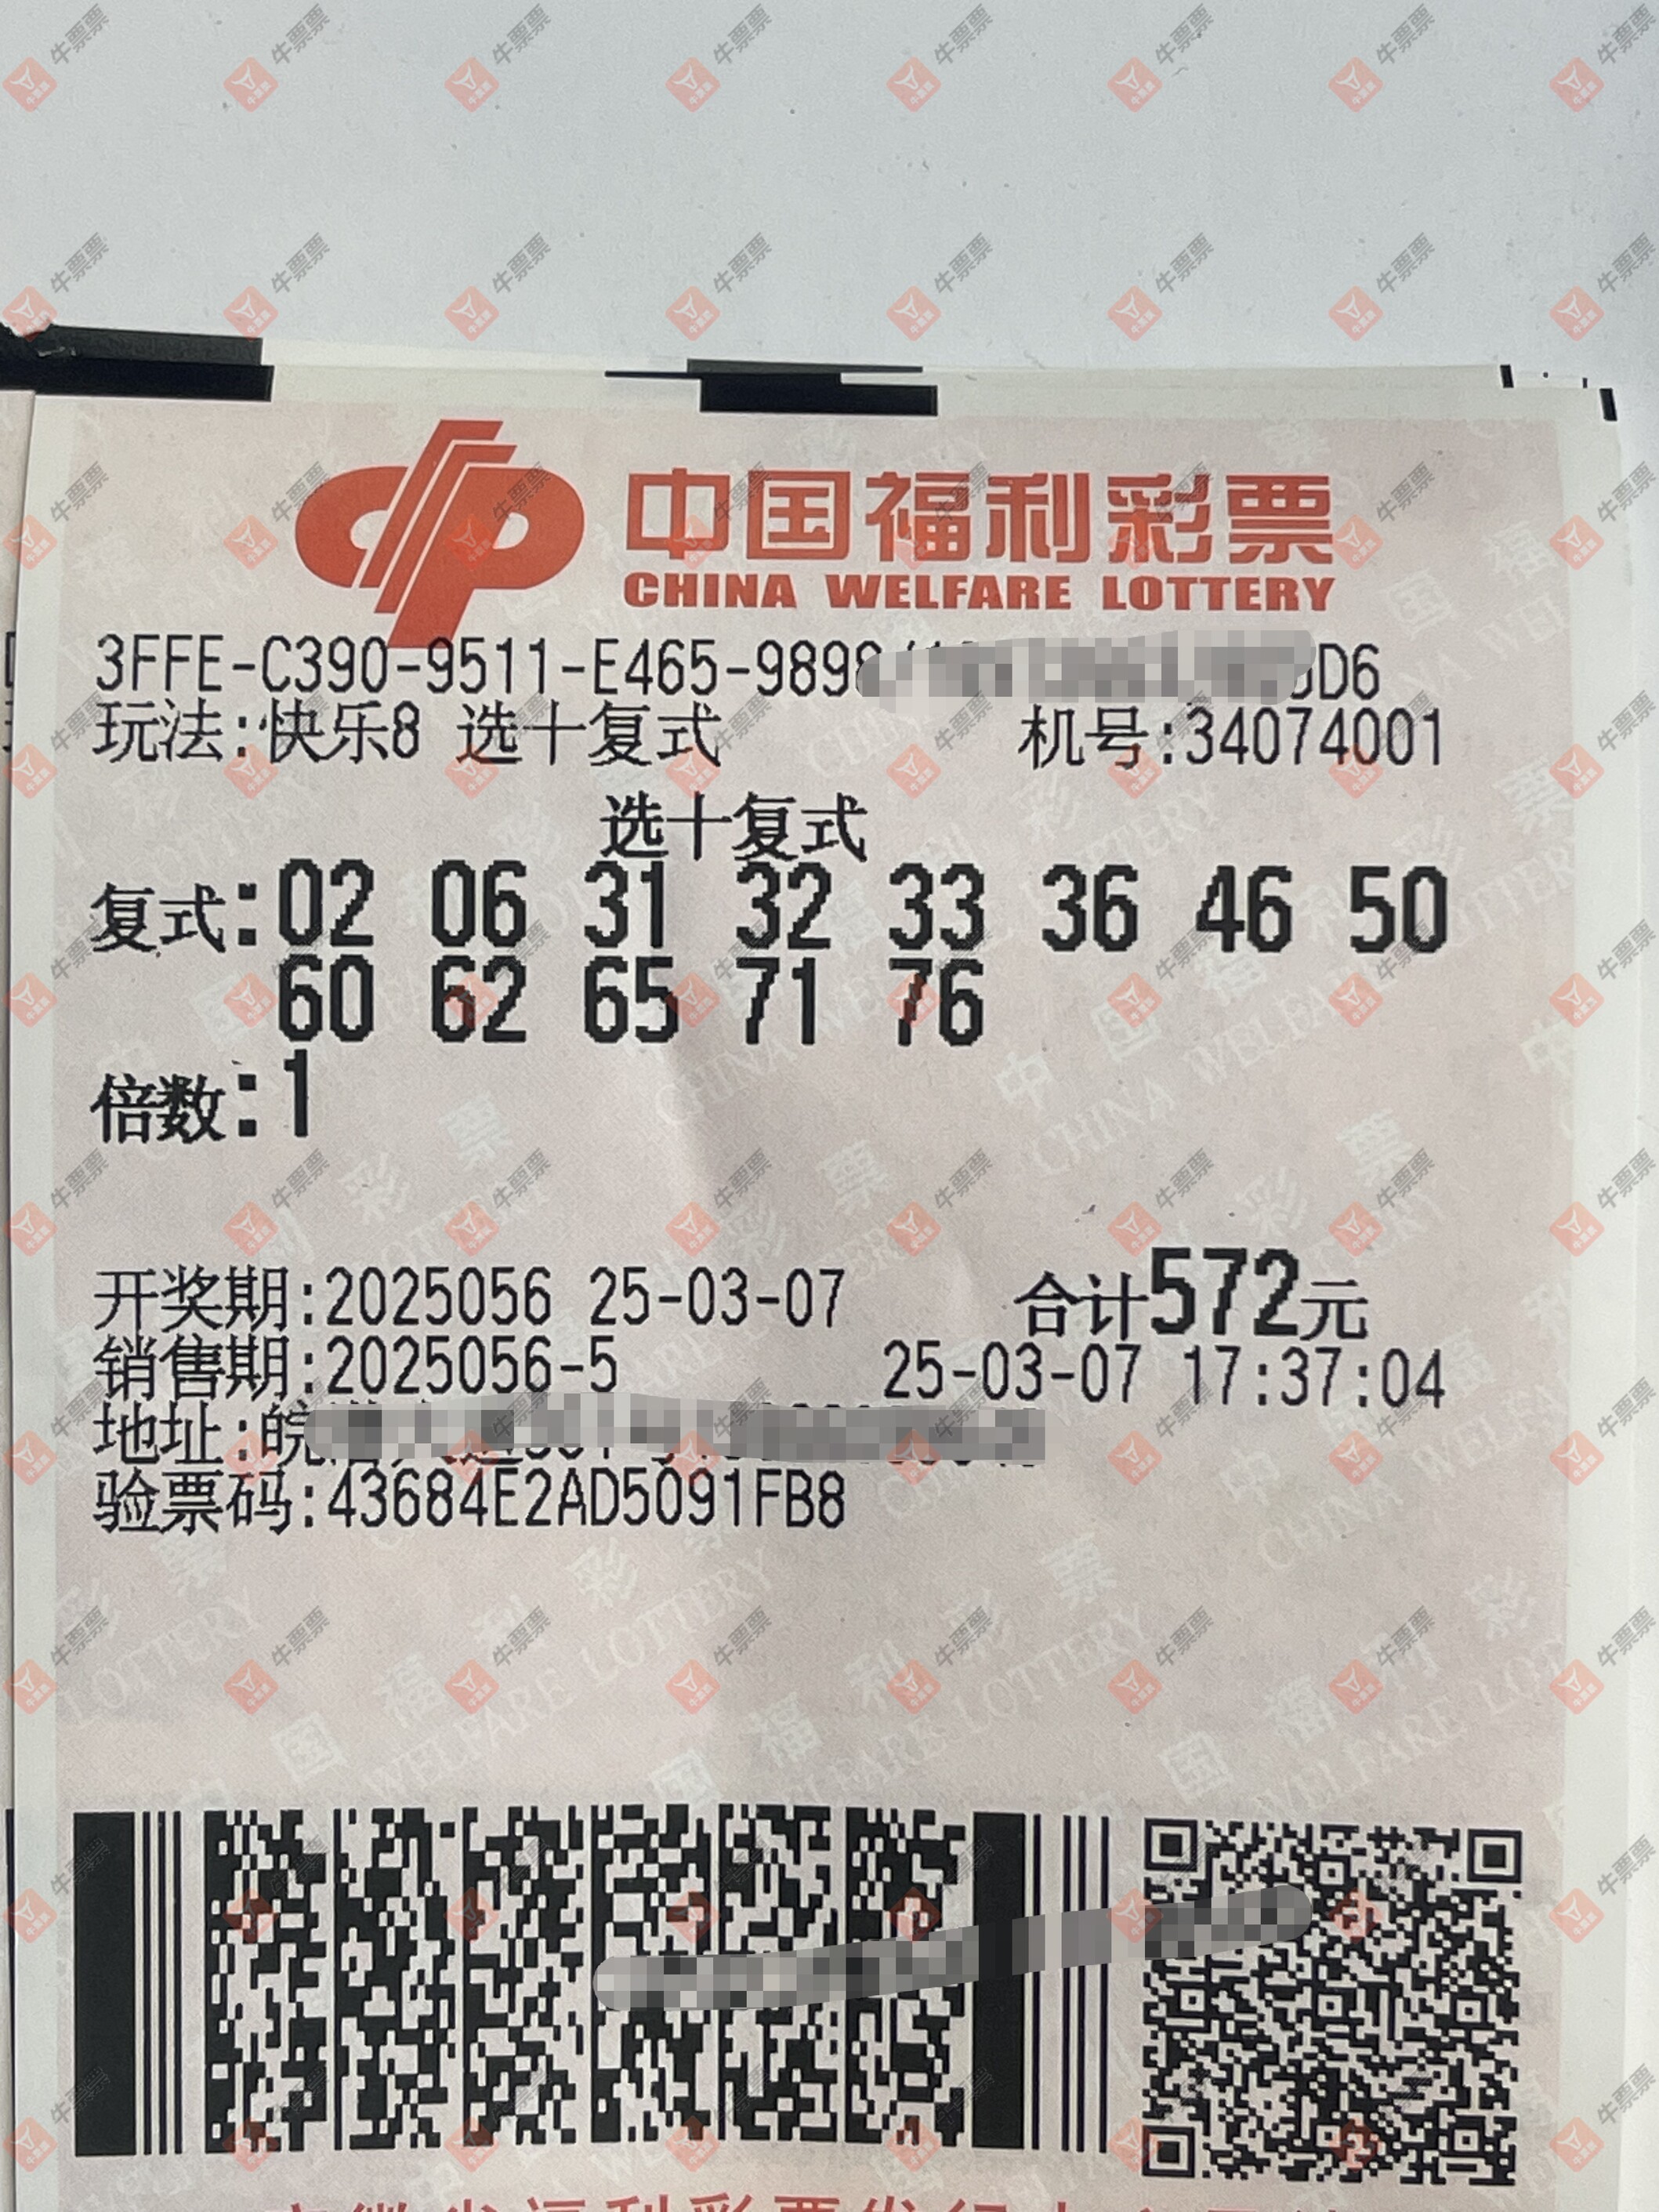 中国福利彩票
CHINA WELFARE LOTTERY
3FFE-C390-9511-E465-9898 D6
玩法:快乐8 选十复式 机号:34074001
选十复式
复式:02 06 31 32 33 36 46 50
60 62 65 71 76
倍数:1
开奖期:2025056 25-03-07 合计572元
销售期:2025056-5 25-03-07 17:37:04
地址:皖
验票码:43684E2AD5091FB8
牛票票